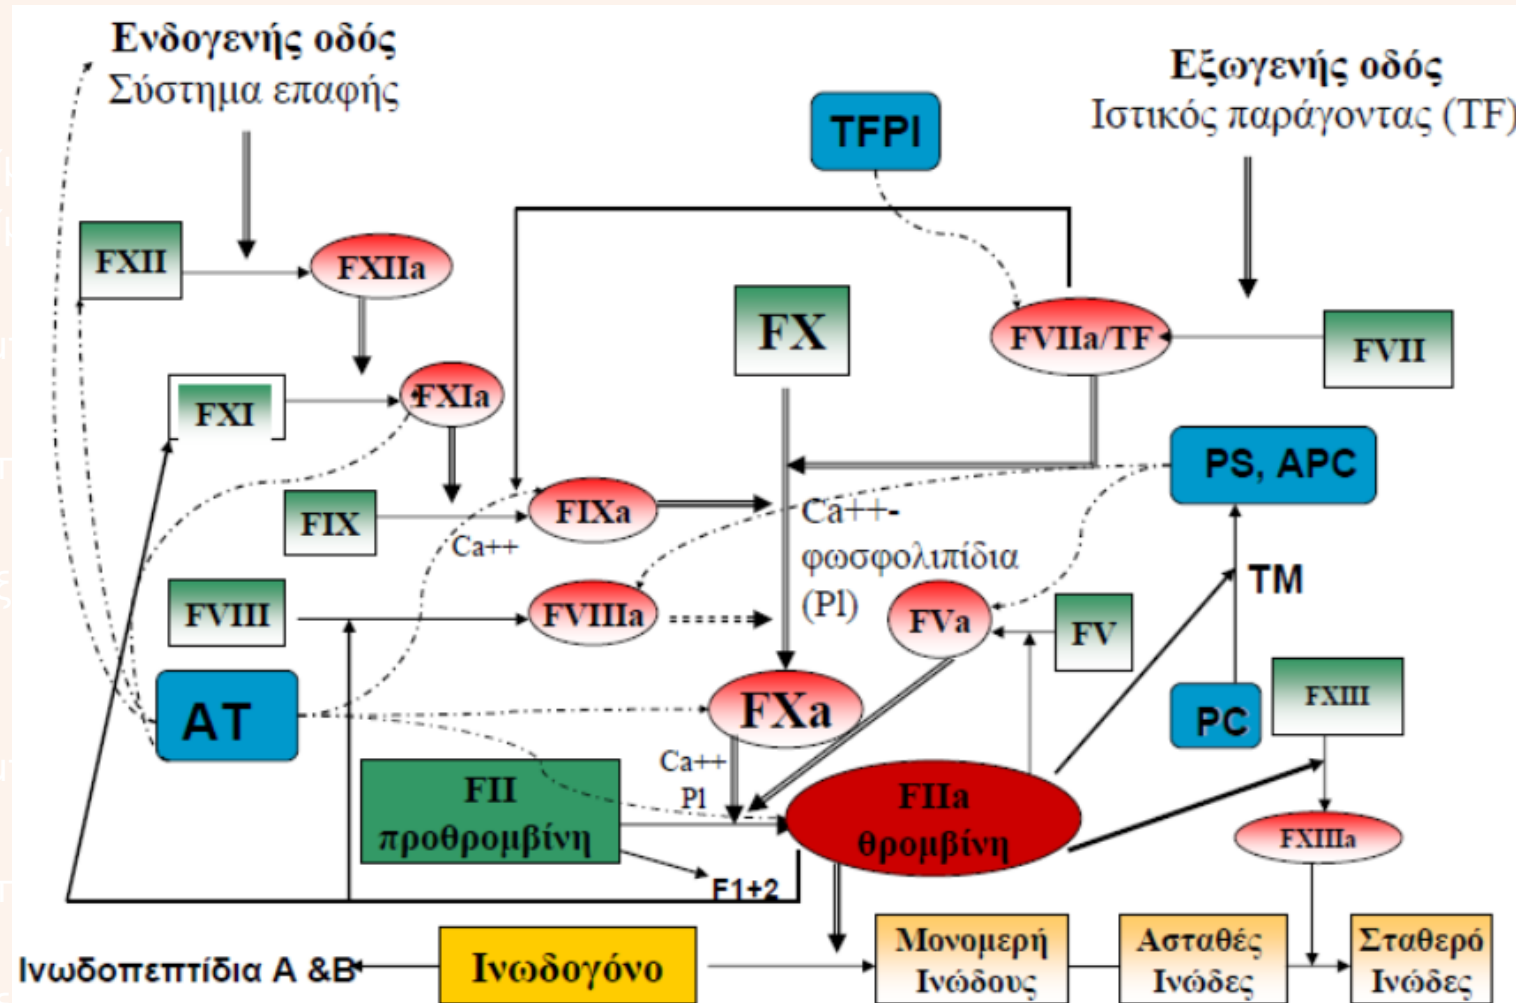 Ενδογενής οδός
Σύστημα επαφής
Εξωγενής οδός
Ιστικός παράγοντας (TF)
TFPI
FXII
FXIIa
FX
FVIIa/TF
FVII
FXI
FXIa
PS, APC
FIX
Ca++
FIXa
Ca++-
φωσφολιπίδια
(Pl)
TM
FVIII
FVIIIa
FVa
FV
AT
FXa
PC
FXIII
Ca++
Pl
FII
προθρομβίνη
FIIa
θρομβίνη
FXIIIa
F1+2
Ινωδοπεπτίδια Α &Β
Ινωδογόνο
Μονομερή
Ινώδους
Ασταθές
Ινώδες
Σταθερό
Ινώδες